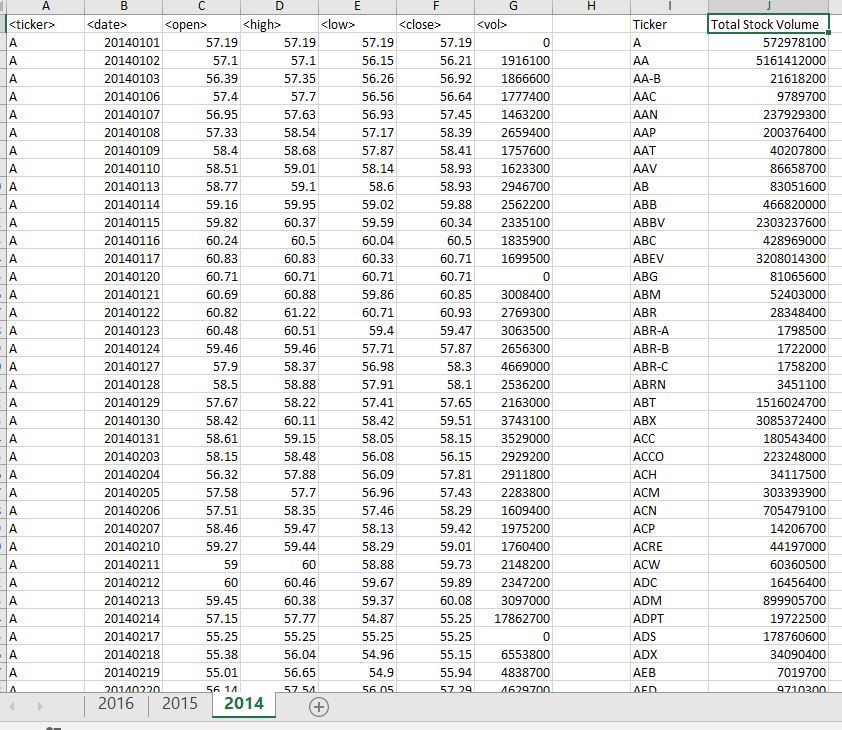 A B C D E F G H I J
<ticker> <date> <open> <high> <low> <close> <vol> Ticker Total Stock Volume
A 20140101 57.19 57.19 57.19 57.19 0 A 572978100
A 20140102 57.1 57.1 56.15 56.21 1916100 AA 5161412000
A 20140103 56.39 57.35 56.26 56.92 1866600 AA-B 21618200
A 20140106 57.4 57.7 56.56 56.64 1777400 AAC 9789700
A 20140107 56.95 57.63 56.93 57.45 1463200 AAN 237929300
A 20140108 57.33 58.54 57.17 58.39 2659400 AAP 200376400
A 20140109 58.4 58.68 57.87 58.41 1757600 AAT 40207800
A 20140110 58.51 59.01 58.14 58.93 1623300 AAV 86658700
A 20140113 58.77 59.1 58.6 58.93 2946700 AB 83051600
A 20140114 59.16 59.95 59.02 59.88 2562200 ABB 466820000
A 20140115 59.82 60.37 59.59 60.34 2335100 ABBV 2303237600
A 20140116 60.24 60.5 60.04 60.5 1835900 ABC 428969000
A 20140117 60.83 60.83 60.33 60.71 1699500 ABEV 3208014300
A 20140120 60.71 60.71 60.71 60.71 0 ABG 81065600
A 20140121 60.69 60.88 59.86 60.85 3008400 ABM 52403000
A 20140122 60.82 61.22 60.71 60.93 2769300 ABR 28348400
A 20140123 60.48 60.51 59.4 59.47 3063500 ABR-A 1798500
A 20140124 59.46 59.46 57.71 57.87 2656300 ABR-B 1722000
A 20140127 57.9 58.37 56.98 58.3 4669000 ABR-C 1758200
A 20140128 58.5 58.88 57.91 58.1 2536200 ABRN 3451100
A 20140129 57.67 58.22 57.41 57.65 2163000 ABT 1516024700
A 20140130 58.42 60.11 58.42 59.51 3743100 ABX 3085372400
A 20140131 58.61 59.15 58.05 58.15 3529000 ACC 180543400
A 20140203 58.15 58.48 56.08 56.15 2929200 ACCO 223248000
A 20140204 56.32 57.88 56.09 57.81 2911800 ACH 34117500
A 20140205 57.58 57.7 56.96 57.43 2283800 ACM 303393900
A 20140206 57.51 58.35 57.46 58.29 1609400 ACN 705479100
A 20140207 58.46 59.47 58.13 59.42 1975200 ACP 14206700
A 20140210 59.27 59.44 58.29 59.01 1760400 ACRE 44197000
A 20140211 59 60 58.88 59.73 2148200 ACW 60360500
A 20140212 60 60.46 59.67 59.89 2347200 ADC 16456400
A 20140213 59.45 60.38 59.37 60.08 3097000 ADM 899905700
A 20140214 57.15 57.77 54.87 55.25 17862700 ADPT 19722500
A 20140217 55.25 55.25 55.25 55.25 0 ADS 178760600
A 20140218 55.38 56.04 54.96 55.15 6553800 ADX 34090400
A 20140219 55.01 56.65 54.9 55.94 4838700 AEB 7019700
A 20140220 56.14 57.54 56.05 57.29 4629700 AED 9710300
2016 2015 2014